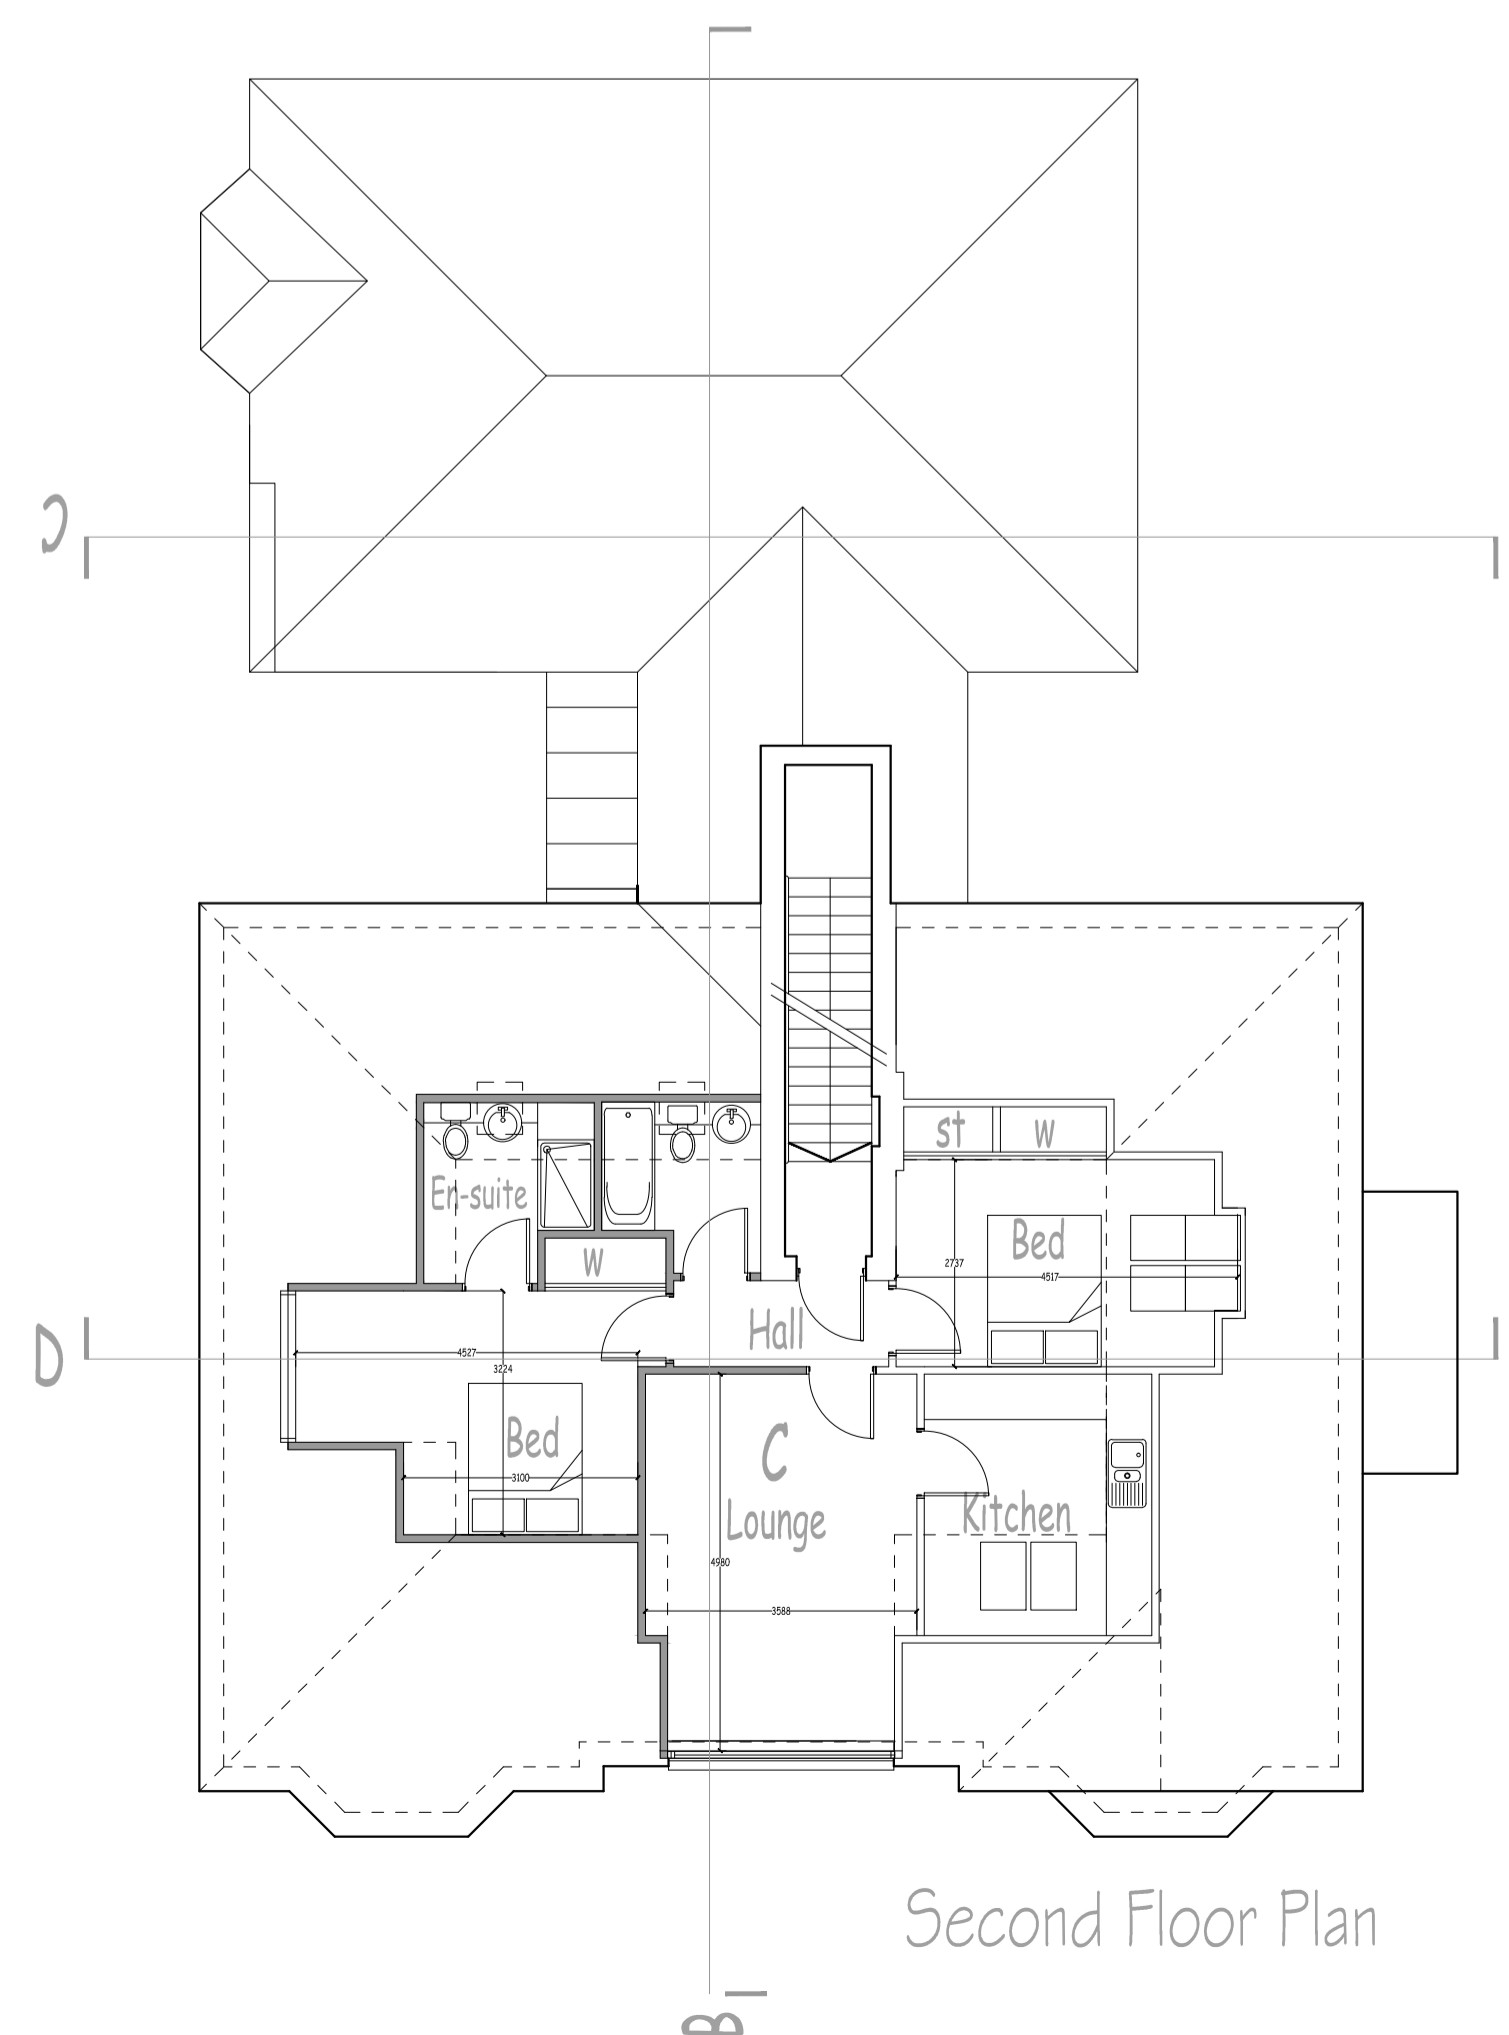 C
st
W
En-suite
Bed
W
2737
4517
Hall
D
4527
3224
C
Bed
3100
Lounge
Kitchen
4980
3588
Second Floor Plan
B